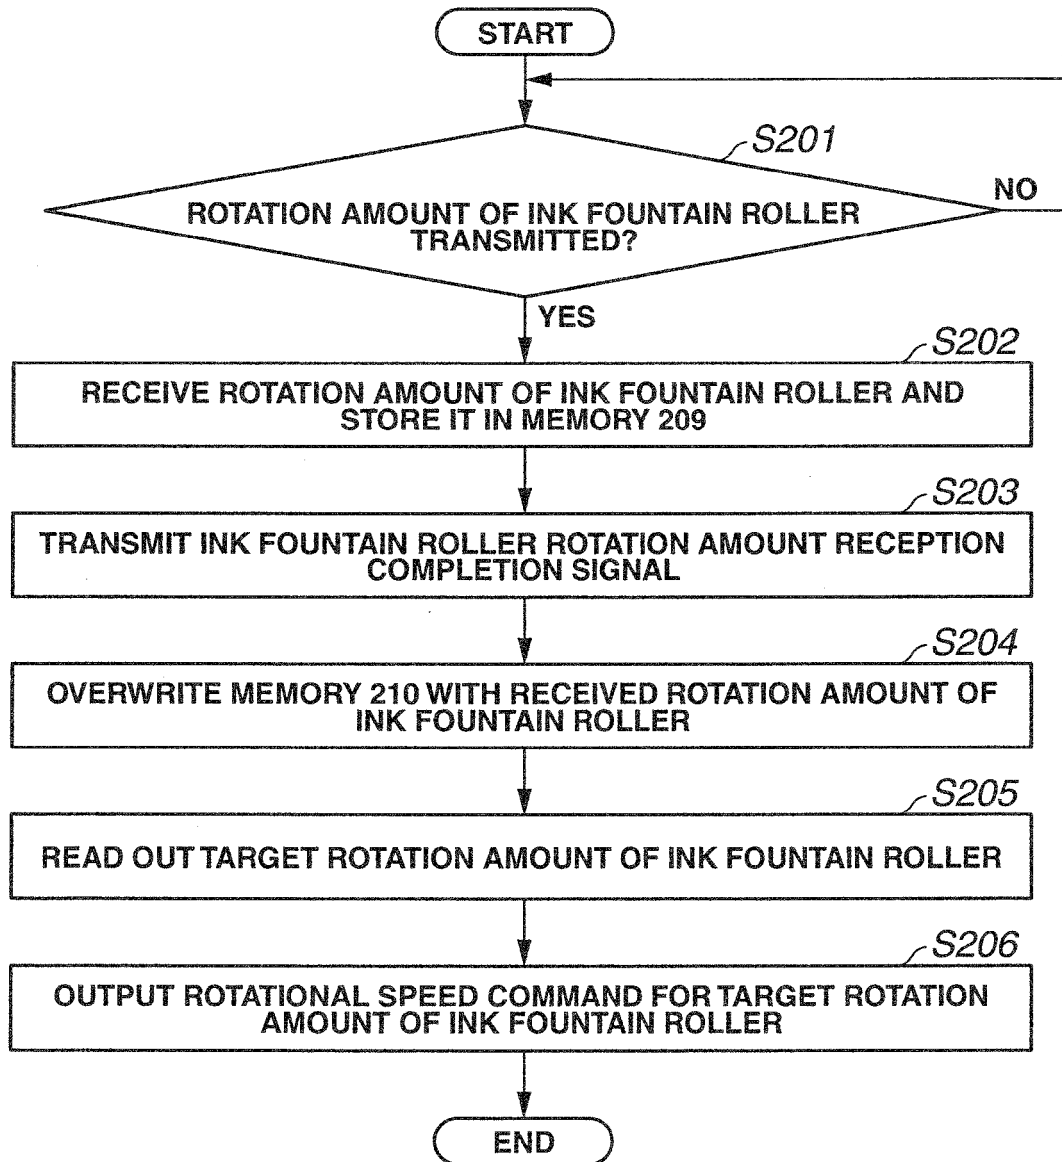 START
S201
NO
ROTATION AMOUNT OF INK FOUNTAIN ROLLER
TRANSMITTED?
YES
S202
RECEIVE ROTATION AMOUNT OF INK FOUNTAIN ROLLER AND
STORE IT IN MEMORY 209
S203
TRANSMIT INK FOUNTAIN ROLLER ROTATION AMOUNT RECEPTION
COMPLETION SIGNAL
S204
OVERWRITE MEMORY 210 WITH RECEIVED ROTATION AMOUNT OF
INK FOUNTAIN ROLLER
S205
READ OUT TARGET ROTATION AMOUNT OF INK FOUNTAIN ROLLER
S206
OUTPUT ROTATIONAL SPEED COMMAND FOR TARGET ROTATION
AMOUNT OF INK FOUNTAIN ROLLER
END